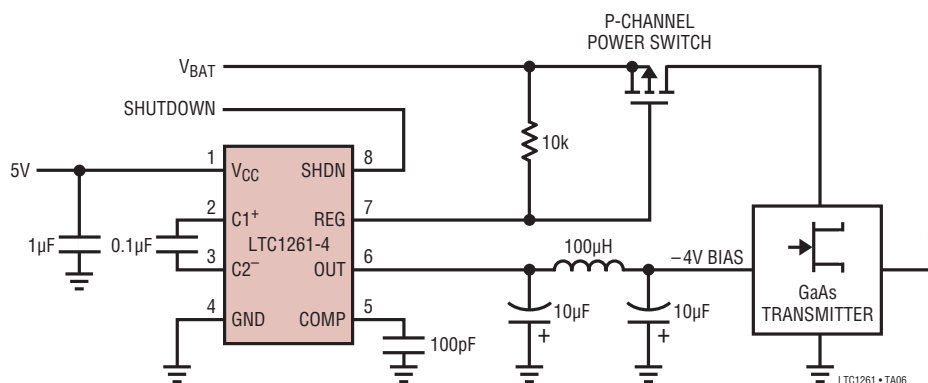 P-CHANNEL
POWER SWITCH
VBAT
SHUTDOWN
10k
5V
1
VCC
SHDN
8
2
C1+
REG
7
1µF
0.1µF
LTC1261-4
100µH
3
C2–
OUT
6
–4V BIAS
4
GND
COMP
5
10µF
+
10µF
+
100pF
GaAs
TRANSMITTER
LTC1261 • TA06